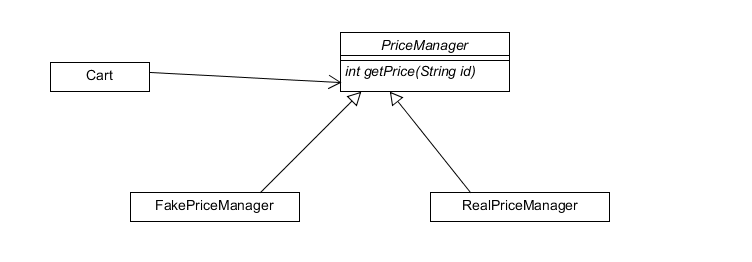 PriceManager
Cart
int getPrice(String id)
FakePriceManager
RealPriceManager